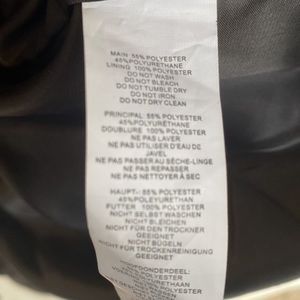 MAIN 55% POLYESTER
45%POLYURETHANE
LINING 100% POLYESTER
DO NOT WASH
DO NOT BLEACH
DO NOT TUMBLE DRY
DO NOT IRON
DO NOT DRY CLEAN
PRINCIPAL 55% POLYESTER
45%POLYURÉTHANE
DOUBLURE 100% POLYESTER
NE PAS LAVER
NE PAS UTILISER D'EAU DE
JAVEL
NE PAS PASSER AU SÈCHE-LINGE
NE PAS REPASSER
NE PAS NETTOYER À SEC
HAUPT-: 55% POLYESTER
45%POLEYURETHAN
FUTTER 100% POLYESTER
NICHT SELBST WASCHEN
NICHT BLEICHEN
NICHT FÜR DEN TROCKNER
GEEIGNET
NICHT BÜGELN
NICHT FÜR TROCKENREINIGUNG
GEEIGNET